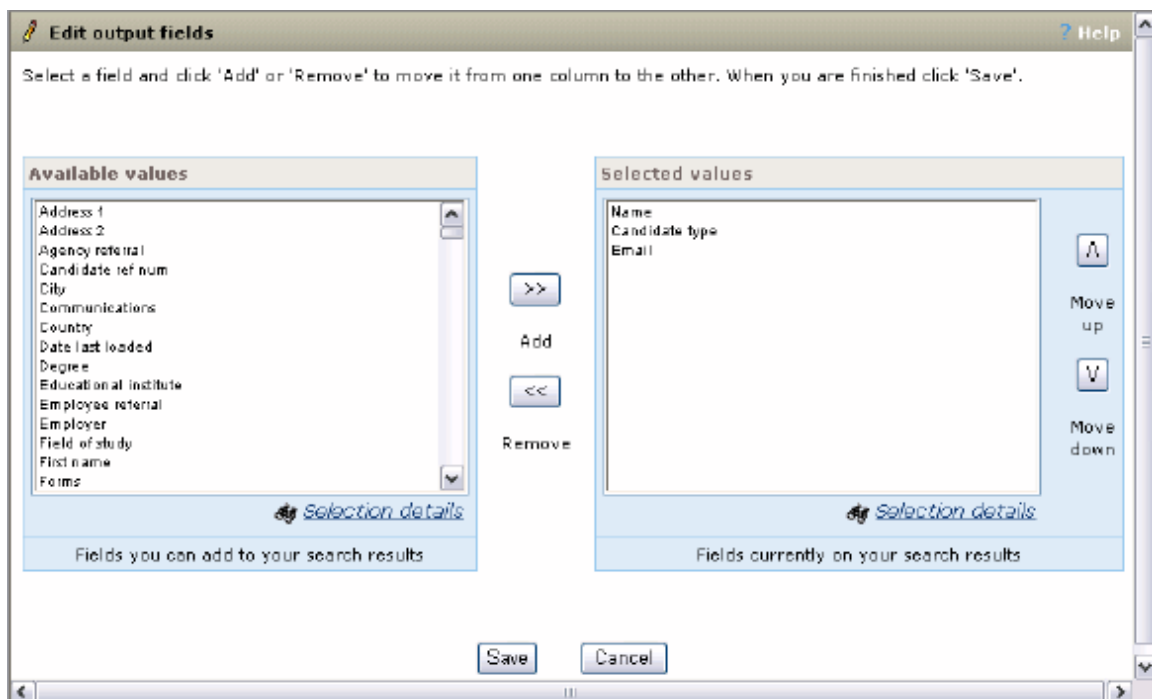 Edit output fields
? Help
Select a field and click 'Add' or 'Remove' to move it from one column to the other. When you are finished click 'Save'.
Available values
Address 1
Address 2
Agency referral
Candidate ref num
City
Communications
Country
Date last loaded
Degree
Educational institute
Employee referral
Employer
Field of study
First name
Forms
Selection details
Fields you can add to your search results
>>
Add
<<
Remove
Selected values
Name
Candidate type
Email
Selection details
Fields currently on your search results
Move
up
Move
down
Save
Cancel